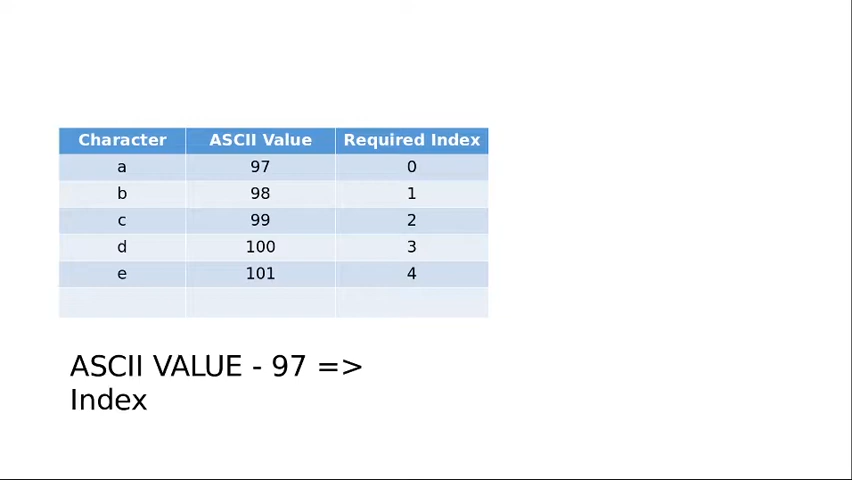 Character ASCII Value Required Index
a 97 0
b 98 1
c 99 2
d 100 3
e 101 4
ASCII VALUE - 97 =>
Index